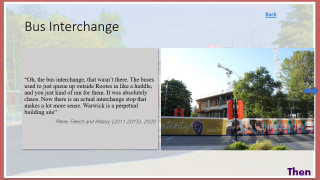 Bus Interchange
Back
"Oh, the bus interchange, that wasn't there. The buses
used to just queue up outside Rootes in like a huddle,
and you just kind of ran for them. It was absolutely
chaos. Now there is an actual interchange stop that
makes a lot more sense. Warwick is a perpetual
building site"
French and History (2011-2015), 2020
Then